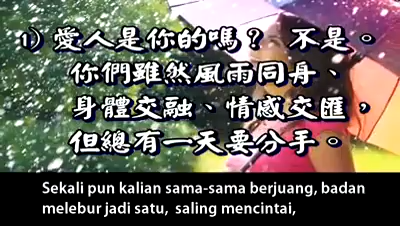 1) 愛人是你的嗎？ 不是。
你們雖然風雨同舟、
身體交融、情感交匯，
但總有一天要分手。
Sekali pun kalian sama-sama berjuang, badan
melebur jadi satu, saling mencintai,